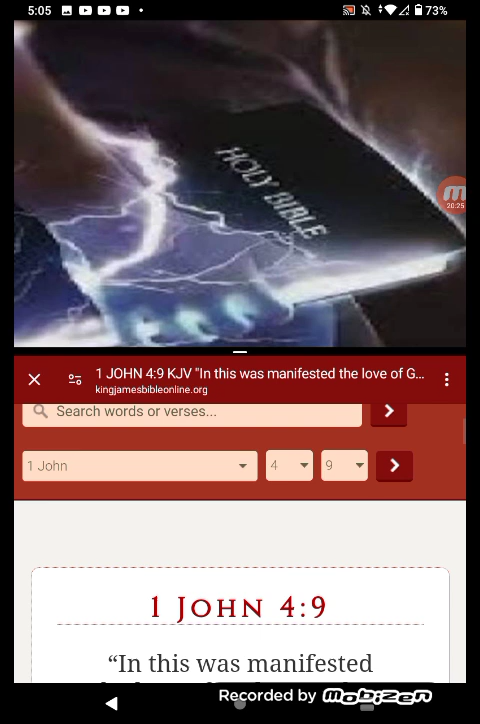 5:05
73%
HOLY BIBLE
20:25
1 JOHN 4:9 KJV "In this was manifested the love of G...
kingjamesbibleonline.org
Search words or verses...
1 John 4 9
1 JOHN 4:9
“In this was manifested
Recorded by MOBIZEN